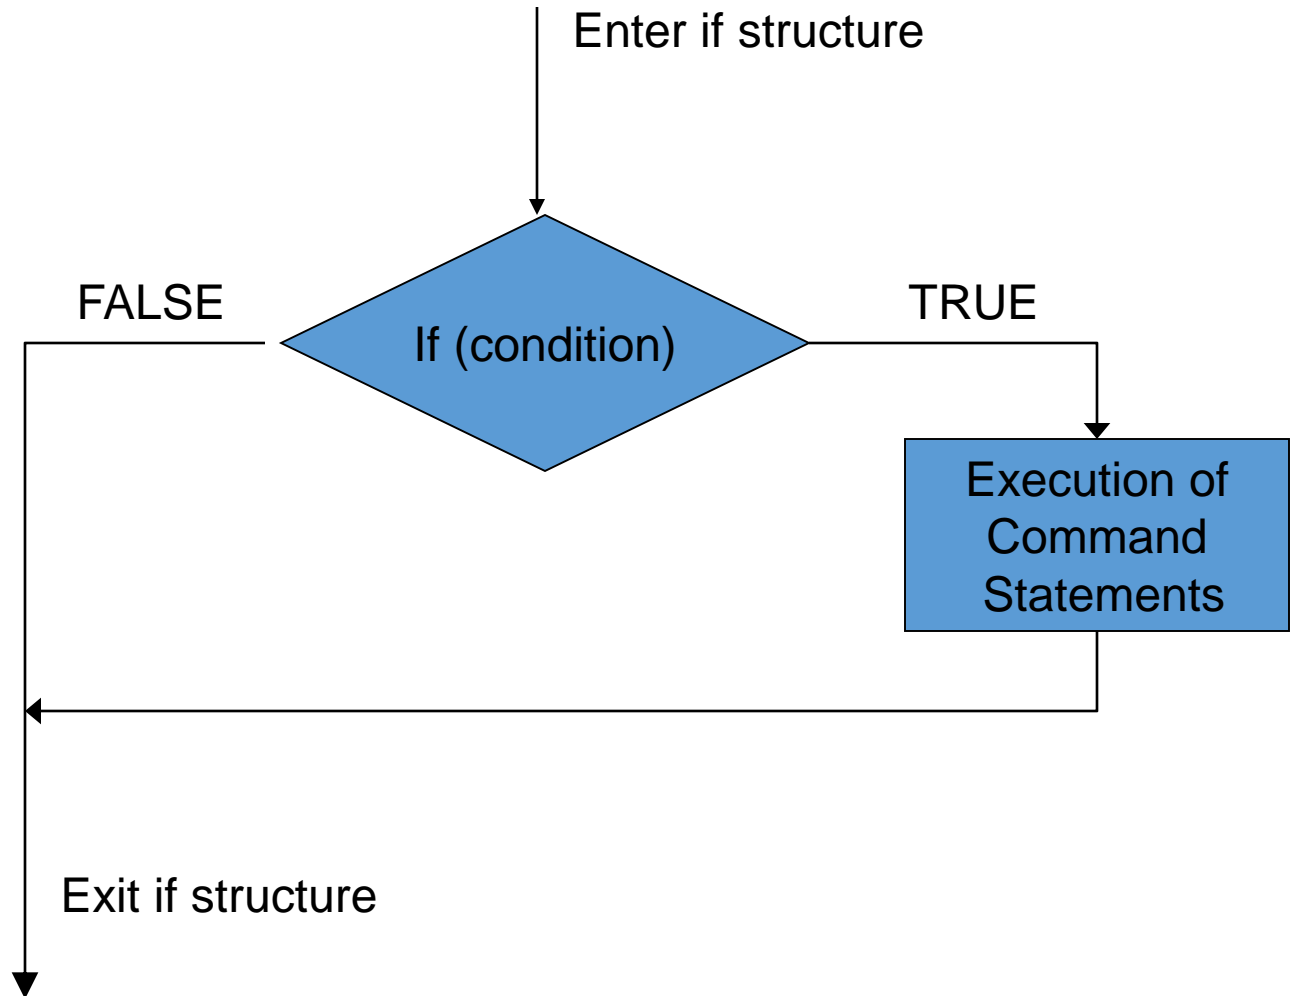 Enter if structure
FALSE
TRUE
If (condition)
Execution of
Command
Statements
Exit if structure